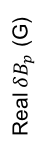 Real δB_p (G)